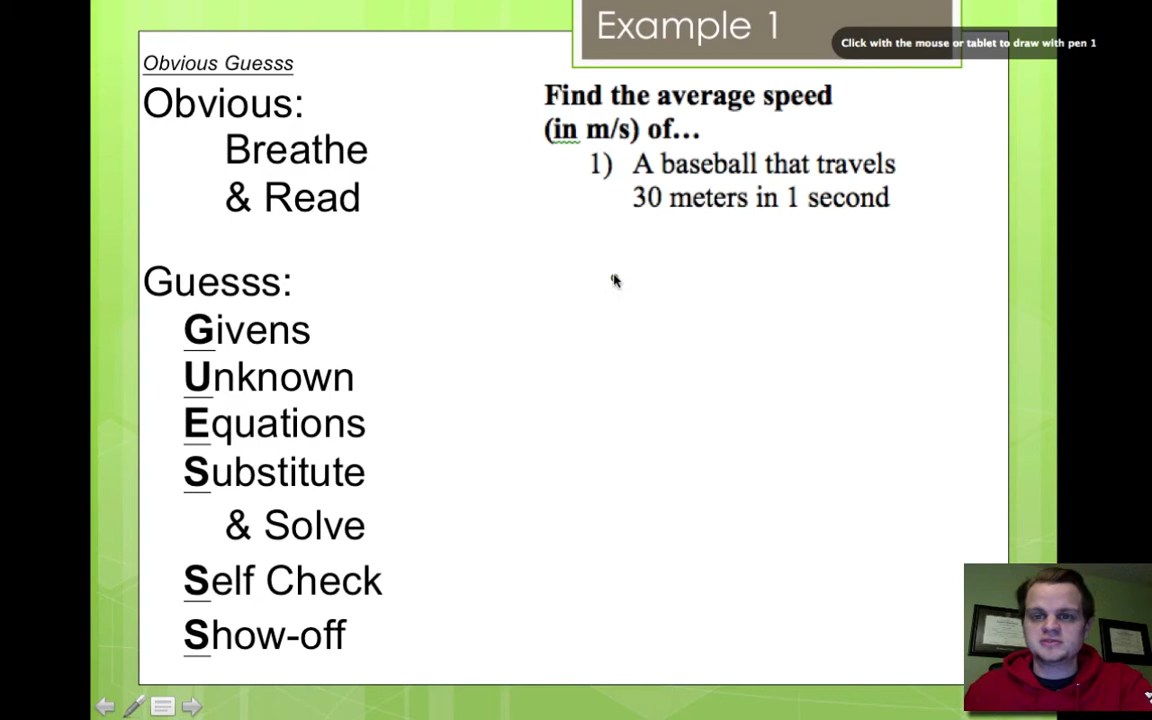 Example 1
Click with the mouse or tablet to draw with pen 1
Obvious Guesss
Obvious:
Breathe
& Read
Guesss:
Givens
Unknown
Equations
Substitute
& Solve
Self Check
Show-off
Find the average speed
(in m/s) of...
1) A baseball that travels
30 meters in 1 second